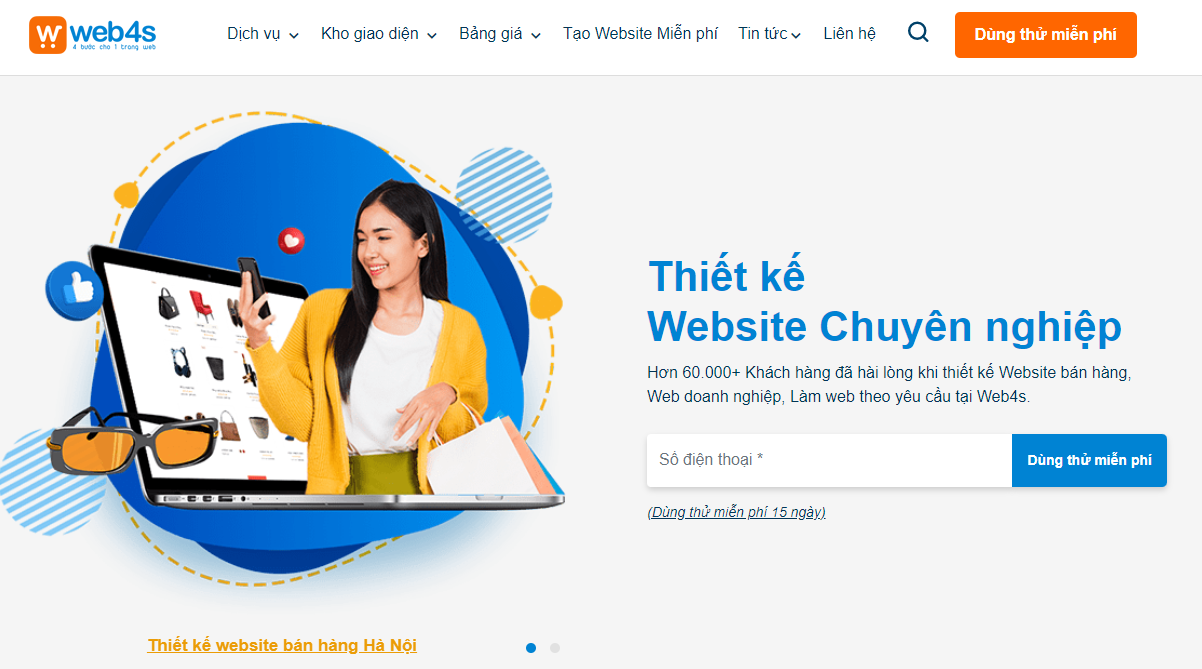 web4s
4 bước cho 1 trang web
Dịch vụ
Kho giao diện
Bảng giá
Tạo Website Miễn phí
Tin tức
Liên hệ
Dùng thử miễn phí
Thiết kế
Website Chuyên nghiệp
Hơn 60.000+ Khách hàng đã hài lòng khi thiết kế Website bán hàng,
Web doanh nghiệp, Làm web theo yêu cầu tại Web4s.
Số điện thoại *
Dùng thử miễn phí
(Dùng thử miễn phí 15 ngày)
Thiết kế website bán hàng Hà Nội